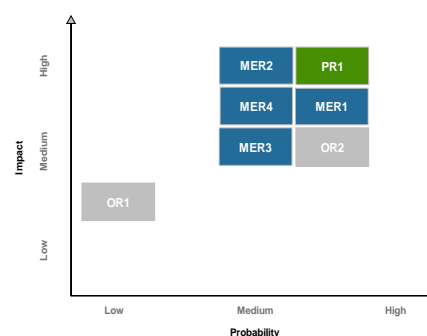 High
MER2 PR1
MER4 MER1
Medium
MER3 OR2
Impact
OR1
Low
Low Medium High
Probability